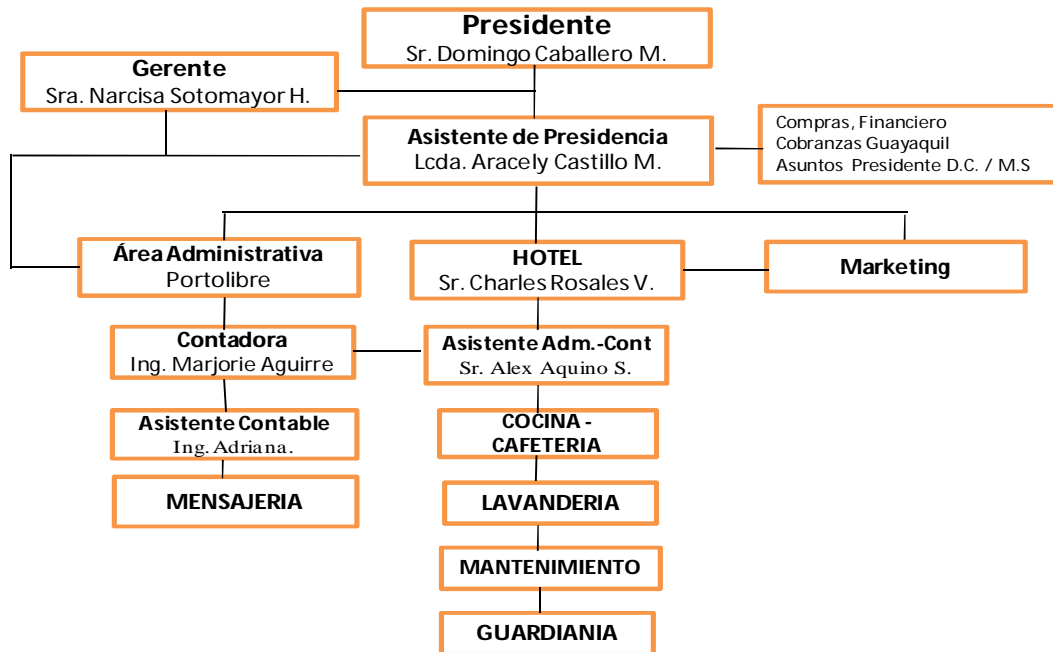 Presidente
Sr. Domingo Caballero M.
Gerente
Sra. Narcisa Sotomayor H.
Asistente de Presidencia
Lcda. Aracely Castillo M.
Compras, Financiero
Cobranzas Guayaquil
Asuntos Presidente D.C. / M.S
Área Administrativa
Portolibre
HOTEL
Sr. Charles Rosales V.
Marketing
Contadora
Ing. Marjorie Aguirre
Asistente Adm.-Cont
Sr. Alex Aquino S.
Asistente Contable
Ing. Adriana.
COCINA -
CAFETERIA
MENSAJERIA
LAVANDERIA
MANTENIMIENTO
GUARDIANIA